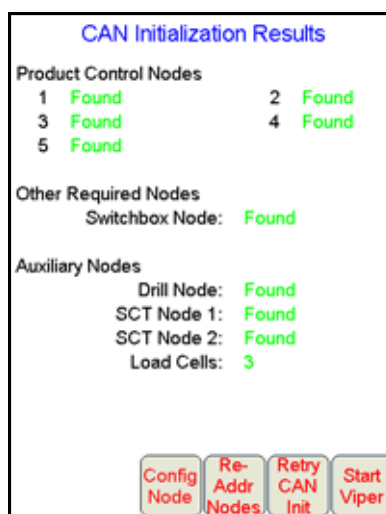 CAN Initialization Results
Product Control Nodes
1 Found 2 Found
3 Found 4 Found
5 Found
Other Required Nodes
Switchbox Node: Found
Auxiliary Nodes
Drill Node: Found
SCT Node 1: Found
SCT Node 2: Found
Load Cells: 3
Config
Node
Re-
Addr
Nodes
Retry
CAN
Init
Start
Viper